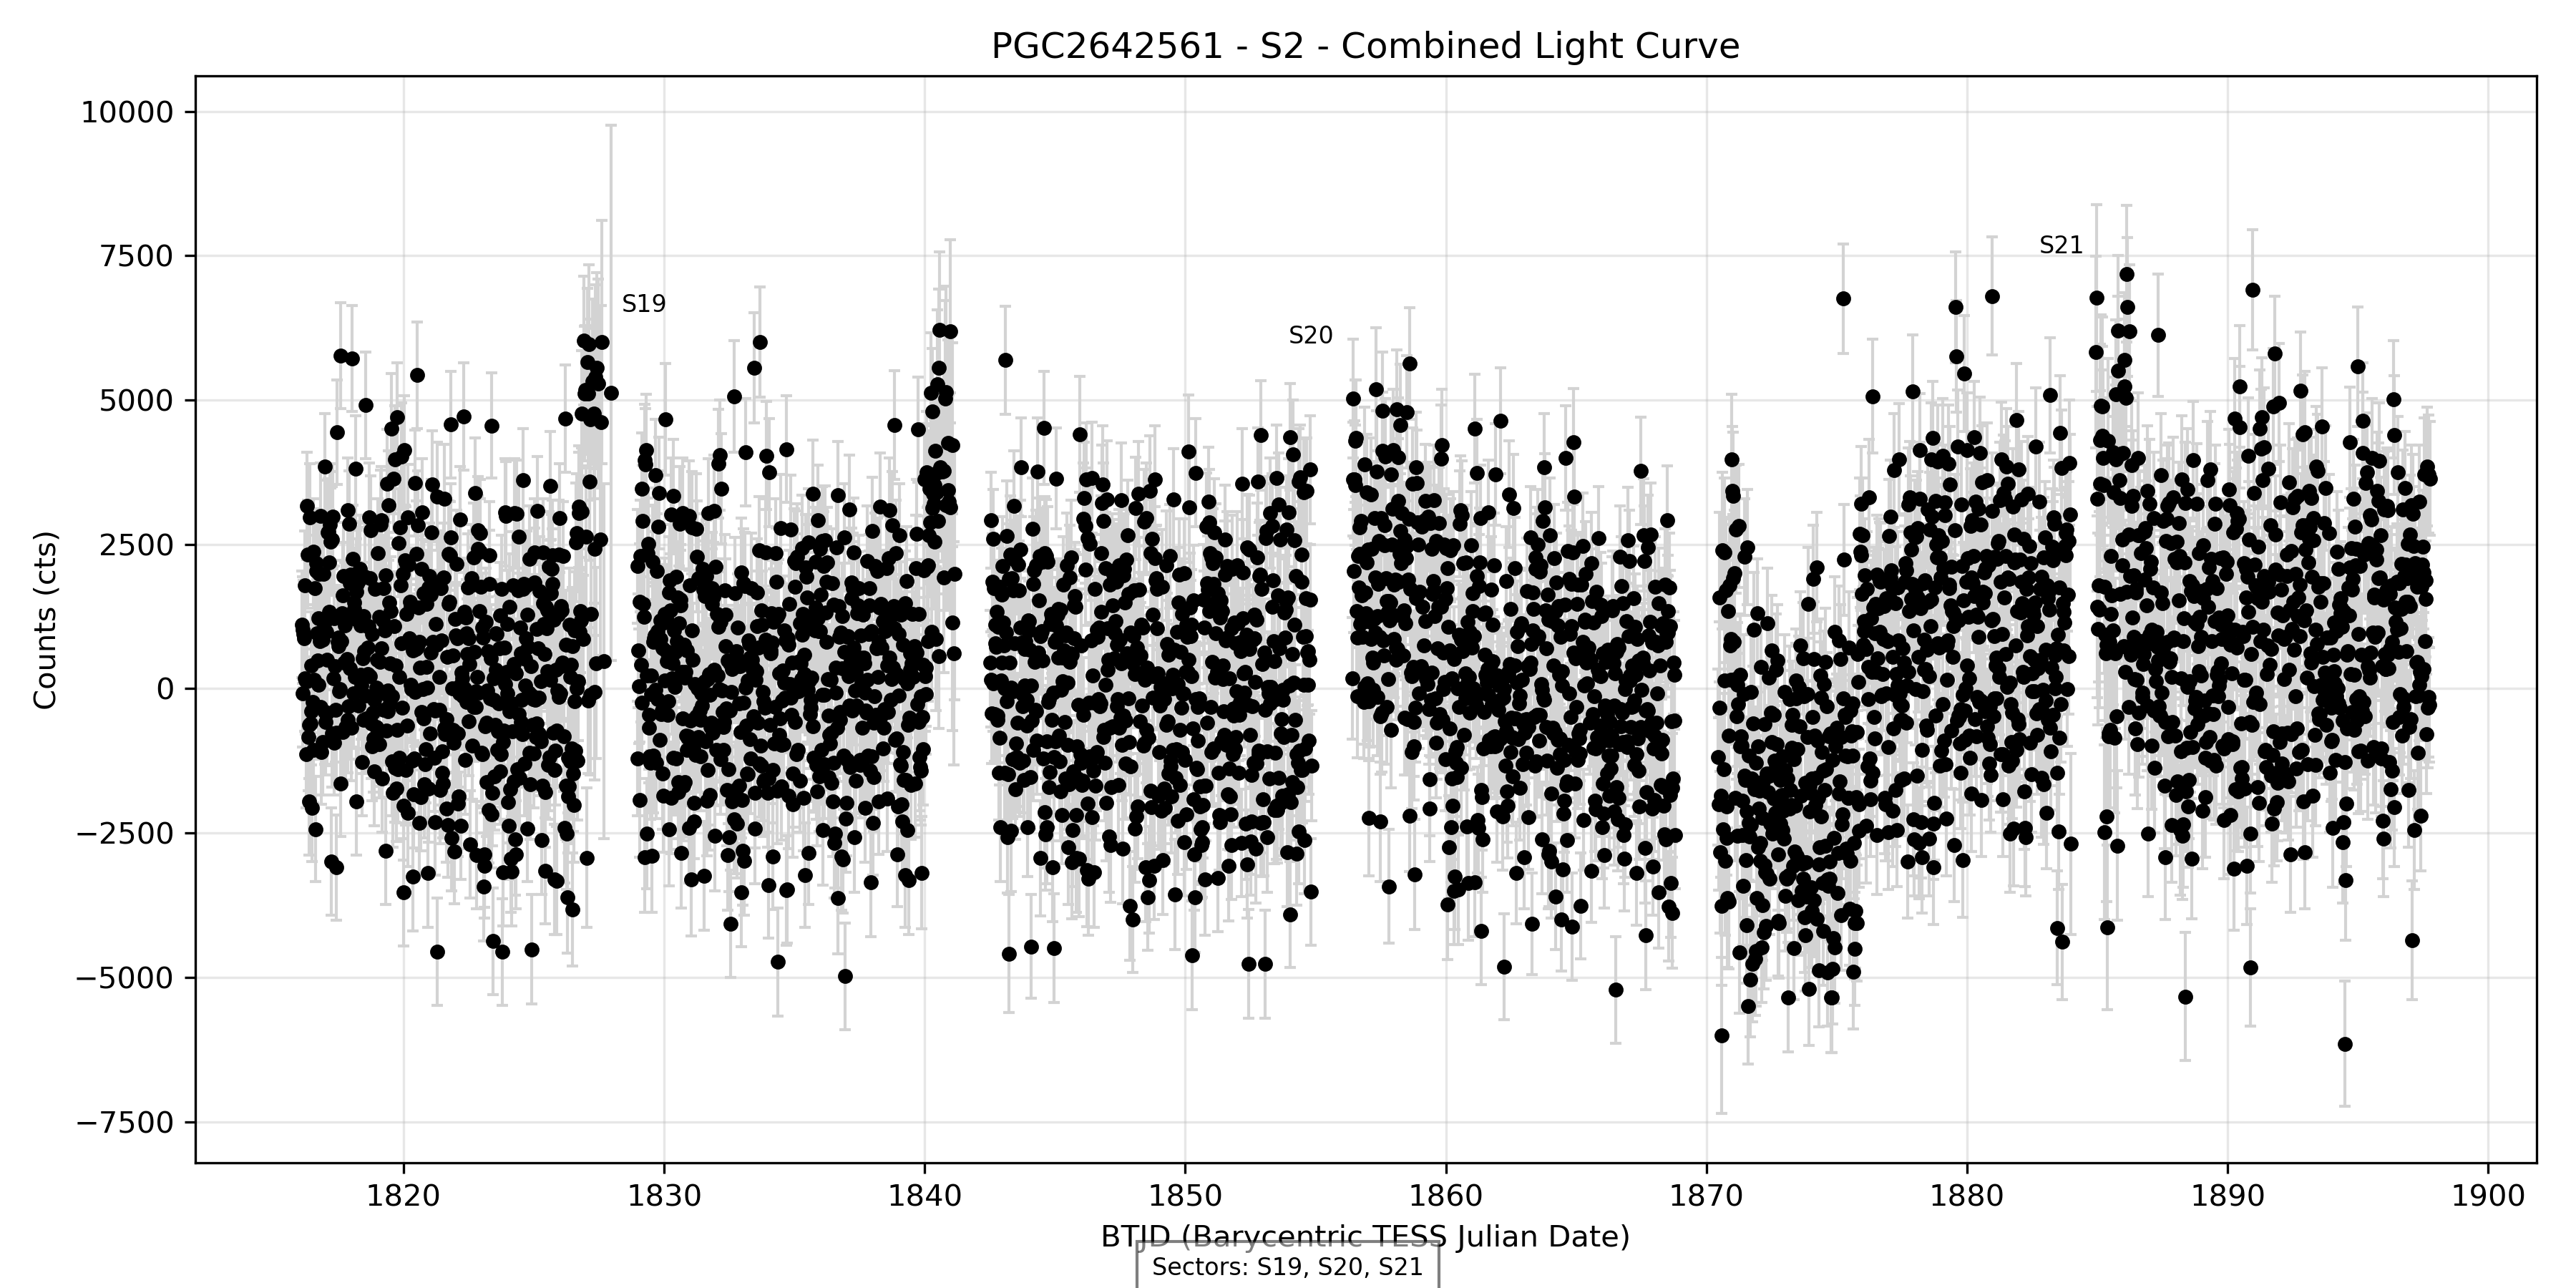 PGC2642561 - S2 - Combined Light Curve
10000
7500
5000
2500
0
−2500
−5000
−7500
Counts (cts)
S19
S20
S21
1820
1830
1840
1850
1860
1870
1880
1890
1900
BTJD (Barycentric TESS Julian Date)
Sectors: S19, S20, S21